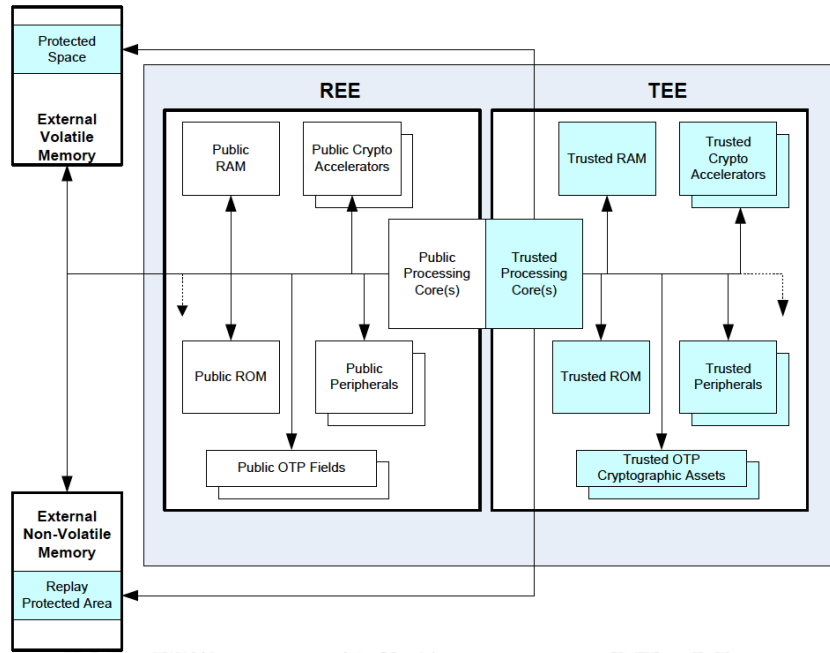 Protected
Space
External
Volatile
Memory
REE
TEE
Public
RAM
Public Crypto
Accelerators
Trusted RAM
Trusted
Crypto
Accelerators
Public
Processing
Core(s)
Trusted
Processing
Core(s)
Public ROM
Public
Peripherals
Trusted ROM
Trusted
Peripherals
Public OTP Fields
Trusted OTP
Cryptographic Assets
External
Non-Volatile
Memory
Replay
Protected Area